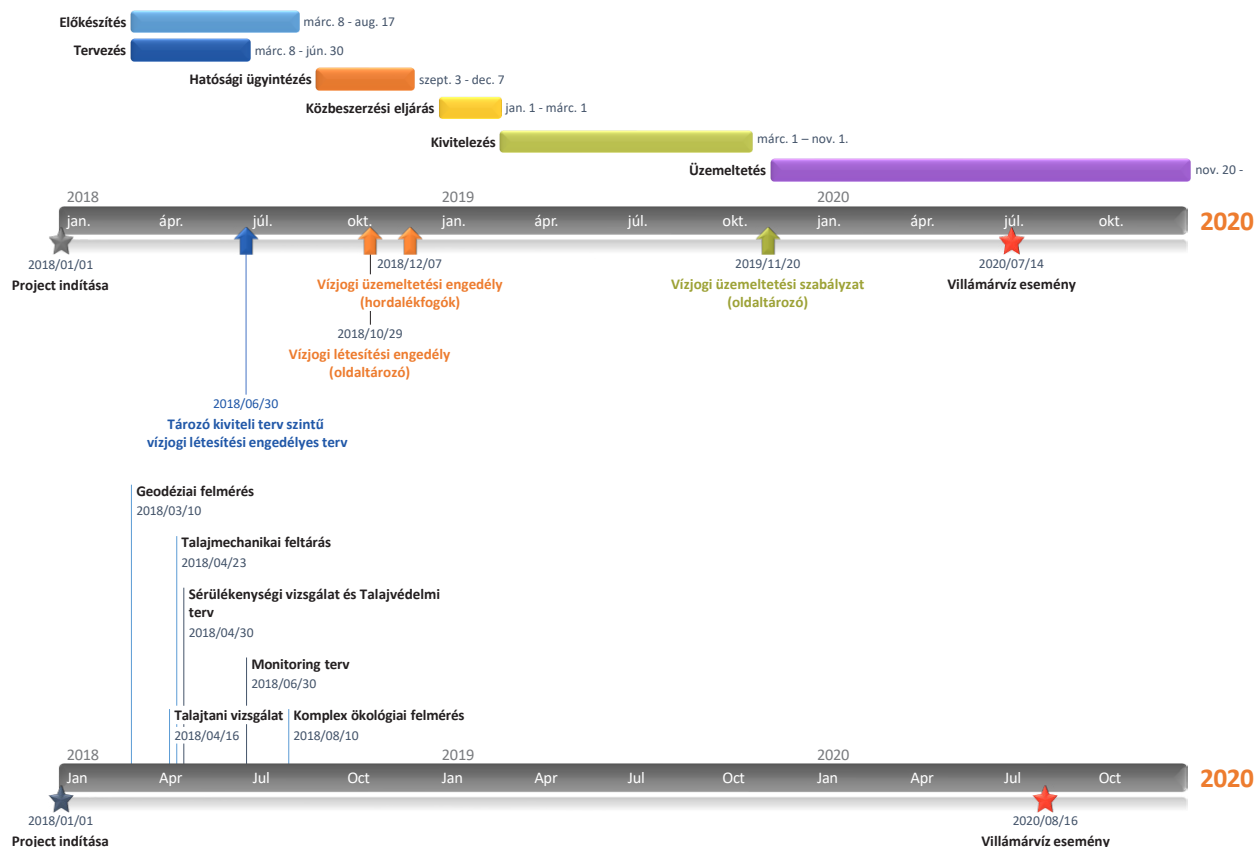 Előkészítés
márc. 8 - aug. 17
Tervezés
márc. 8 - jún. 30
Hatósági ügyintézés
szept. 3 - dec. 7
Közbeszerzési eljárás
jan. 1 - márc. 1
Kivitelezés
márc. 1 – nov. 1.
Üzemeltetés
nov. 20 -
2018
2019
2020
jan.
ápr.
júl.
okt.
jan.
ápr.
júl.
okt.
jan.
ápr.
júl.
okt.
2020
2018/01/01
Project indítása
2018/12/07
Vízjogi üzemeltetési engedély
(hordalékfogók)
2019/11/20
Vízjogi üzemeltetési szabályzat
(oldaltározó)
2020/07/14
Villámárvíz esemény
2018/10/29
Vízjogi létesítési engedély
(oldaltározó)
2018/06/30
Tározó kiviteli terv szintű
vízjogi létesítési engedélyes terv
Geodéziai felmérés
2018/03/10
Talajmechanikai feltárás
2018/04/23
Sérülékenységi vizsgálat és Talajvédelmi
terv
2018/04/30
Monitoring terv
2018/06/30
Talajtani vizsgálat
2018/04/16
Komplex ökológiai felmérés
2018/08/10
2018
2019
2020
Jan
Apr
Jul
Oct
Jan
Apr
Jul
Oct
Jan
Apr
Jul
Oct
2020
2018/01/01
Project indítása
2020/08/16
Villámárvíz esemény